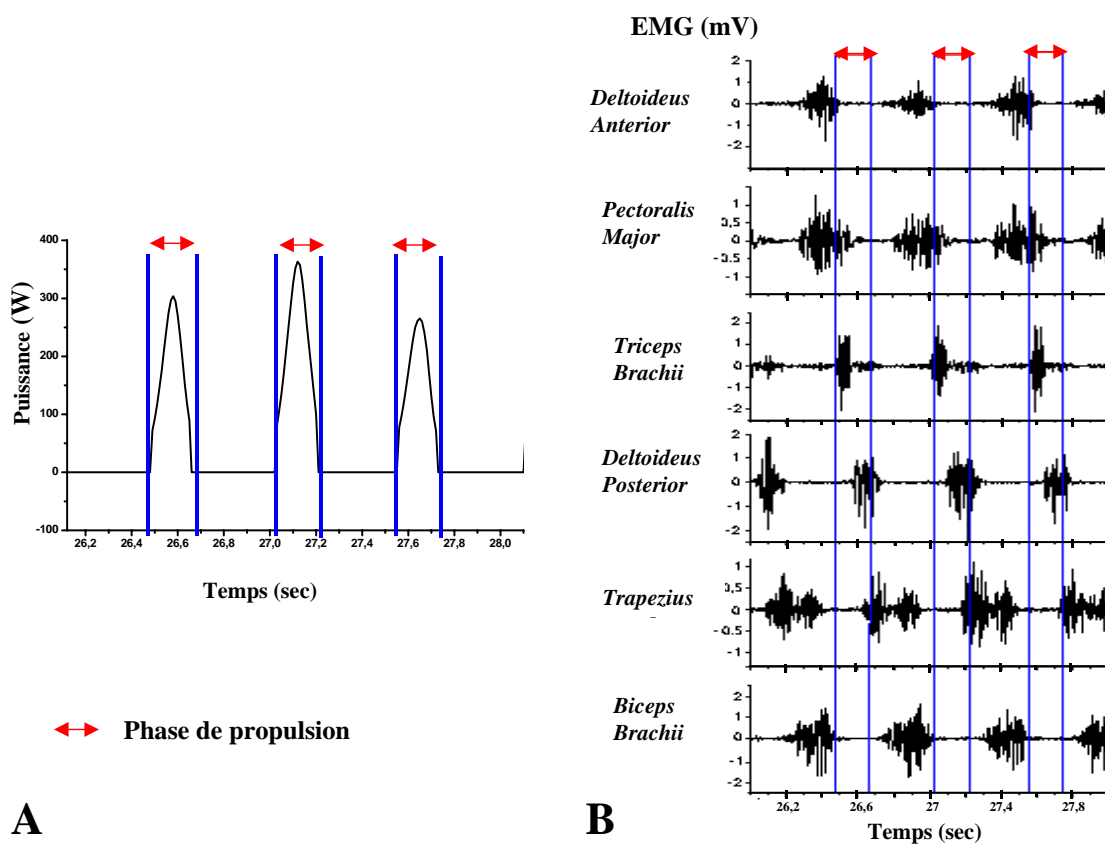 EMG (mV)
Puissance (W)
400
300
200
100
0
-100
26,2 26,4 26,6 26,8 27,0 27,2 27,4 27,6 27,8 28,0
Temps (sec)
Phase de propulsion
A
Deltoideus
Anterior
2
1
0
-1
-2
Pectoralis
Major
1
0,5
0
-0,5
-1
Triceps
Brachii
2
1
0
-1
-2
Deltoideus
Posterior
2
1
0
-1
-2
Trapezius
1
0,5
0
-0,5
-1
Biceps
Brachii
2
1
0
-1
-2
26,2 26,6 27 27,4 27,8
Temps (sec)
B